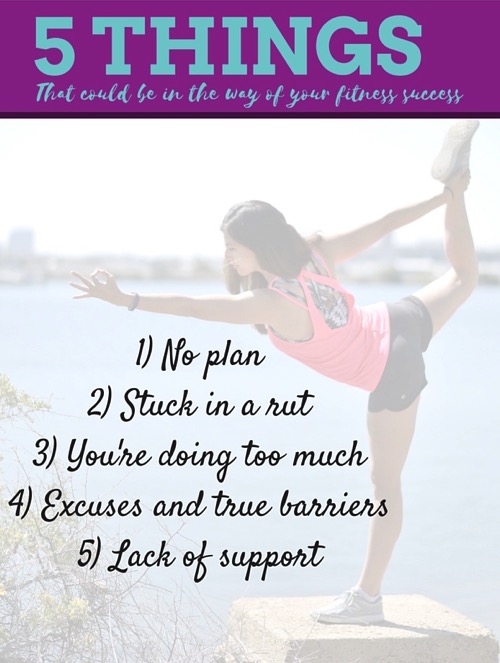 5 THINGS
That could be in the way of your fitness success
1) No plan
2) Stuck in a rut
3) You're doing too much
4) Excuses and true barriers
5) Lack of support